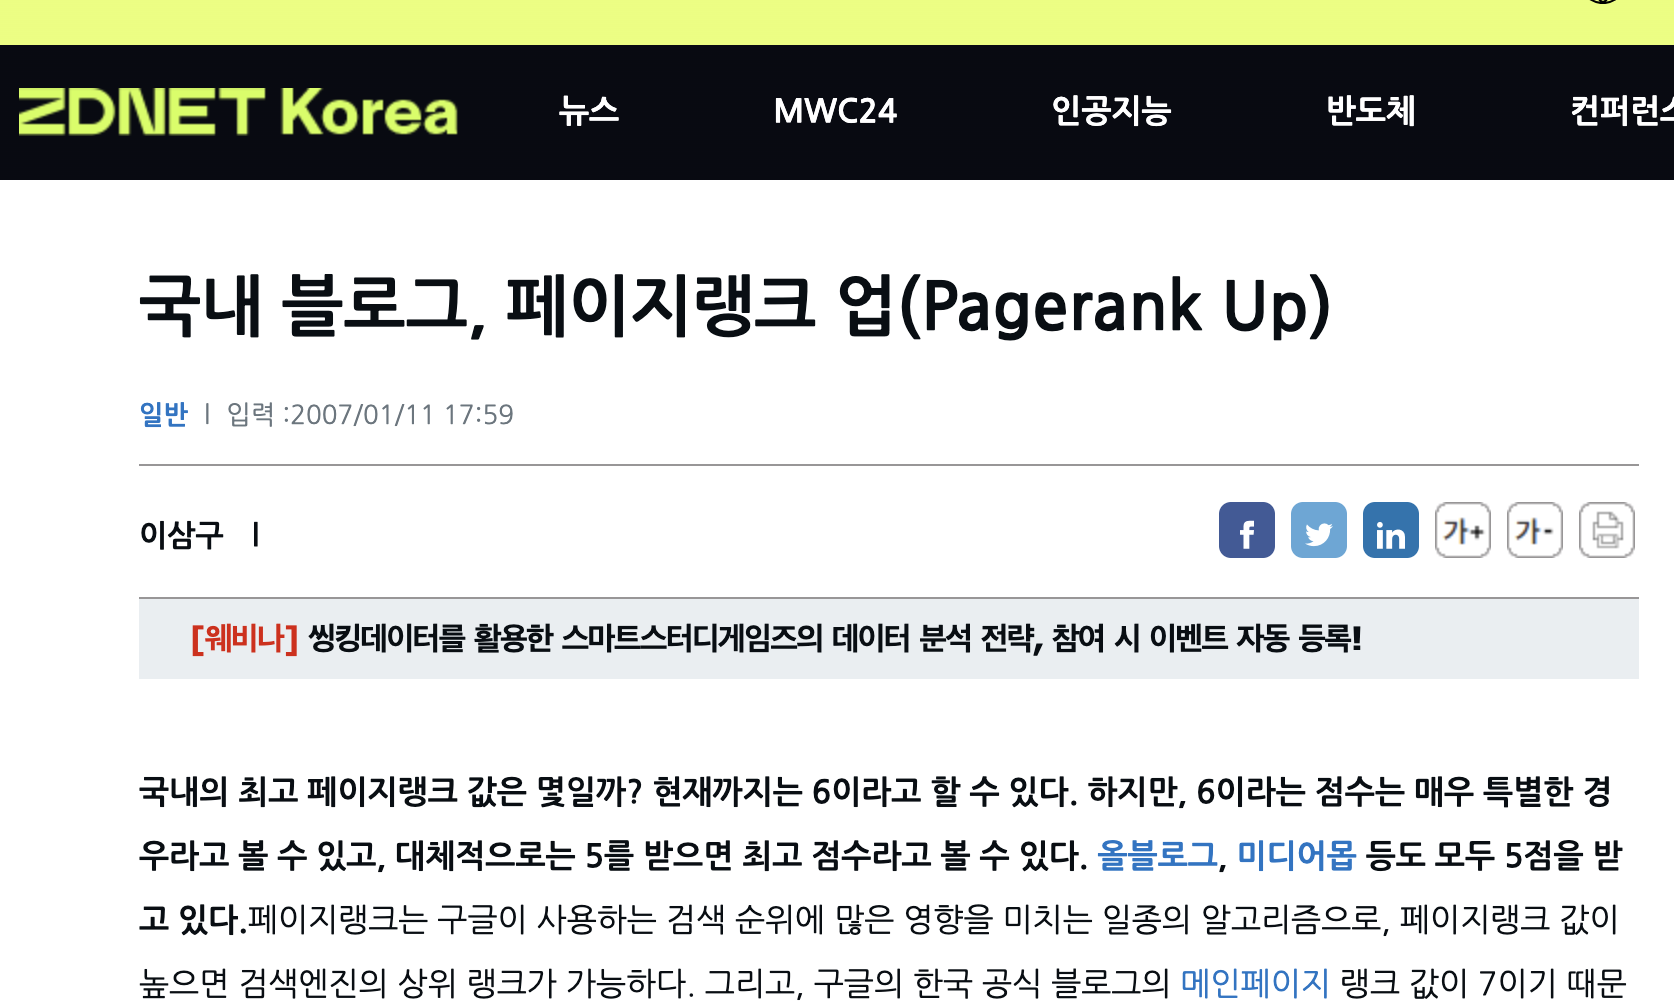 ZDNET Korea 뉴스 MWC24 인공지능 반도체 컨퍼런스
국내 블로그, 페이지랭크 업(Pagerank Up)
일반 | 입력 :2007/01/11 17:59
이삼구 |
가+ 가-
[웨비나] 씽킹데이터를 활용한 스마트스터디게임즈의 데이터 분석 전략, 참여 시 이벤트 자동 등록!
국내의 최고 페이지랭크 값은 몇일까? 현재까지는 6이라고 할 수 있다. 하지만, 6이라는 점수는 매우 특별한 경
우라고 볼 수 있고, 대체적으로는 5를 받으면 최고 점수라고 볼 수 있다. 올블로그, 미디어몹 등도 모두 5점을 받
고 있다.페이지랭크는 구글이 사용하는 검색 순위에 많은 영향을 미치는 일종의 알고리즘으로, 페이지랭크 값이
높으면 검색엔진의 상위 랭크가 가능하다. 그리고, 구글의 한국 공식 블로그의 메인페이지 랭크 값이 7이기 때문